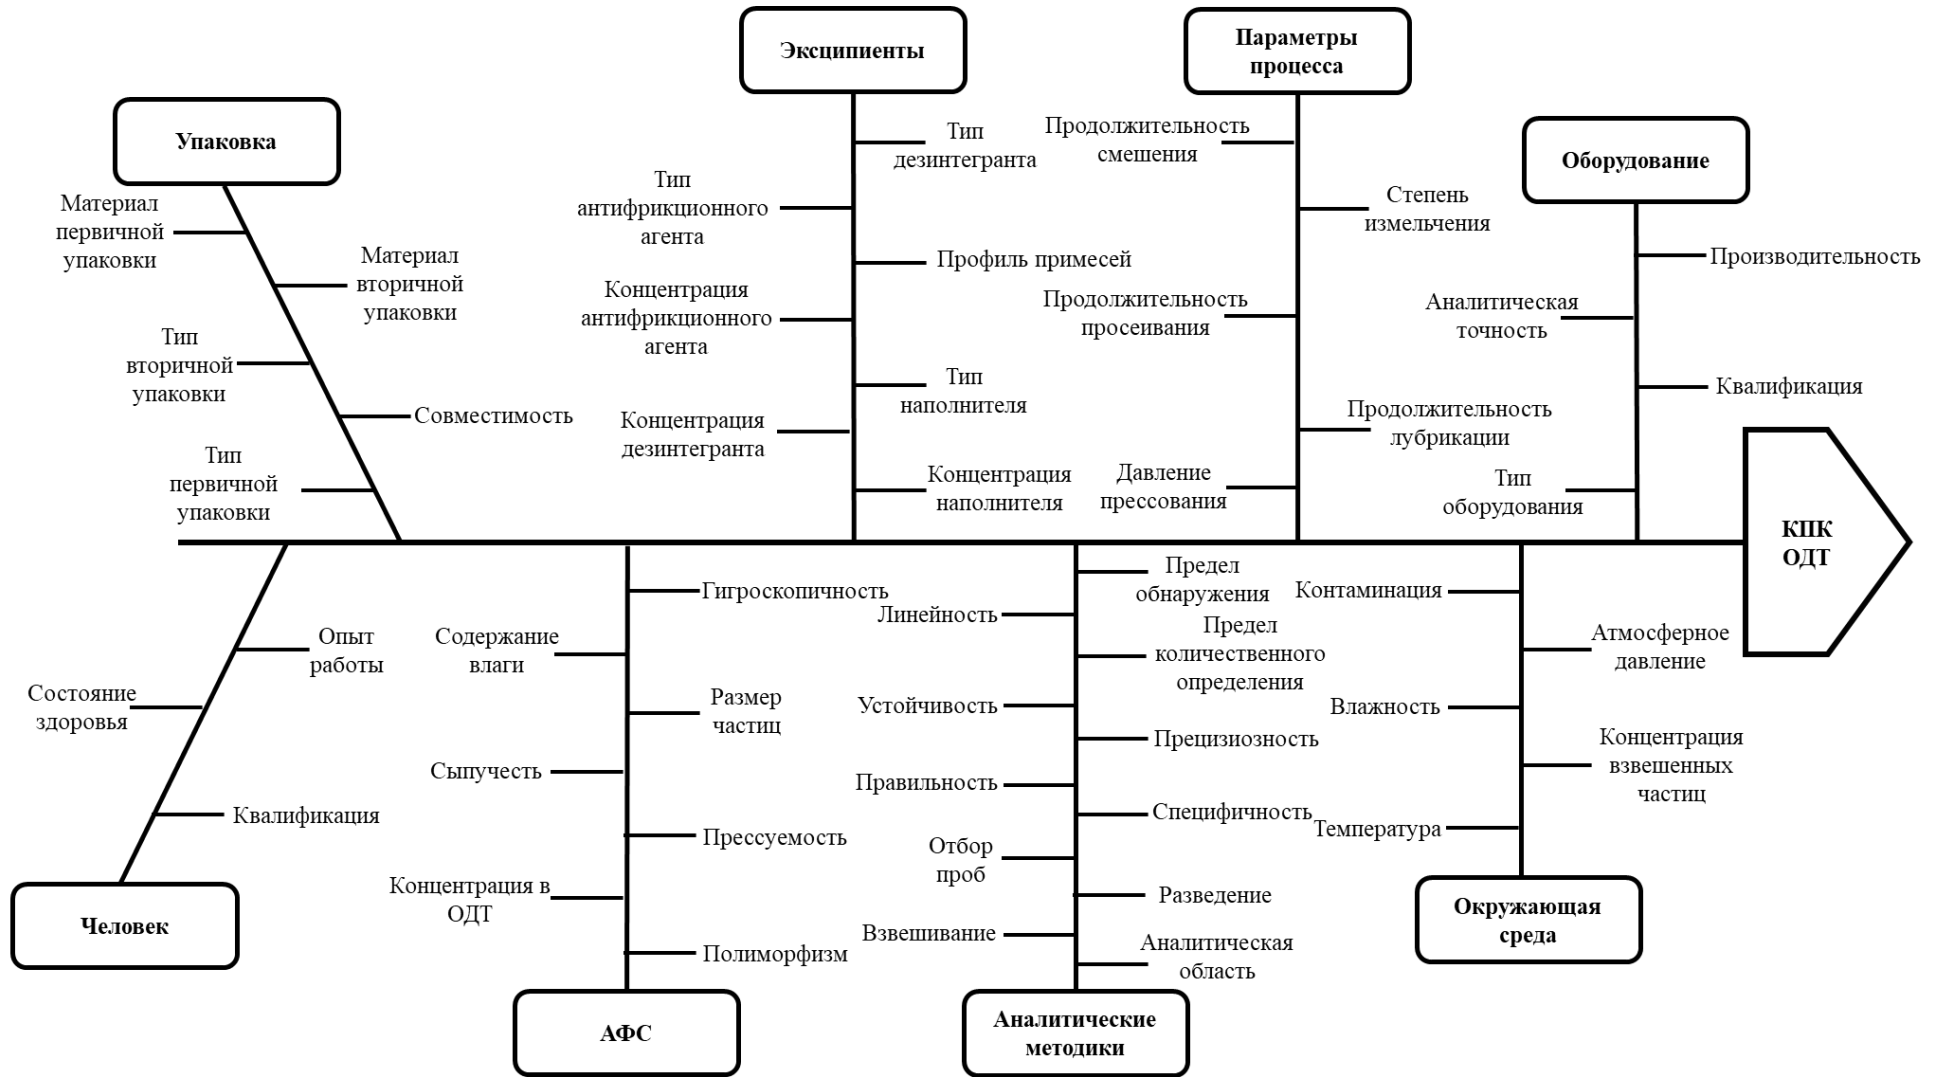 Эксципиенты
Параметры
процесса
Упаковка
Оборудование
Материал
первичной
упаковки
Материал
вторичной
упаковки
Тип
вторичной
упаковки
Совместимость
Тип
первичной
упаковки
Тип
дезинтегранта
Тип
антифрикционного
агента
Профиль примесей
Концентрация
антифрикционного
агента
Тип
наполнителя
Концентрация
дезинтегранта
Концентрация
наполнителя
Продолжительность
смешения
Степень
измельчения
Продолжительность
просеивания
Продолжительность
лубрикации
Давление
прессования
Производительность
Аналитическая
точность
Квалификация
Тип
оборудования
КПК
ОДТ
Опыт
работы
Состояние
здоровья
Квалификация
Человек
Гигроскопичность
Содержание
влаги
Размер
частиц
Сыпучесть
Прессуемость
Концентрация в
ОДТ
Полиморфизм
АФС
Предел
обнаружения
Линейность
Предел
количественного
определения
Устойчивость
Прецизиозность
Правильность
Специфичность
Отбор
проб
Разведение
Взвешивание
Аналитическая
область
Аналитические
методики
Контаминация
Атмосферное
давление
Влажность
Концентрация
взвешенных
частиц
Температура
Окружающая
среда